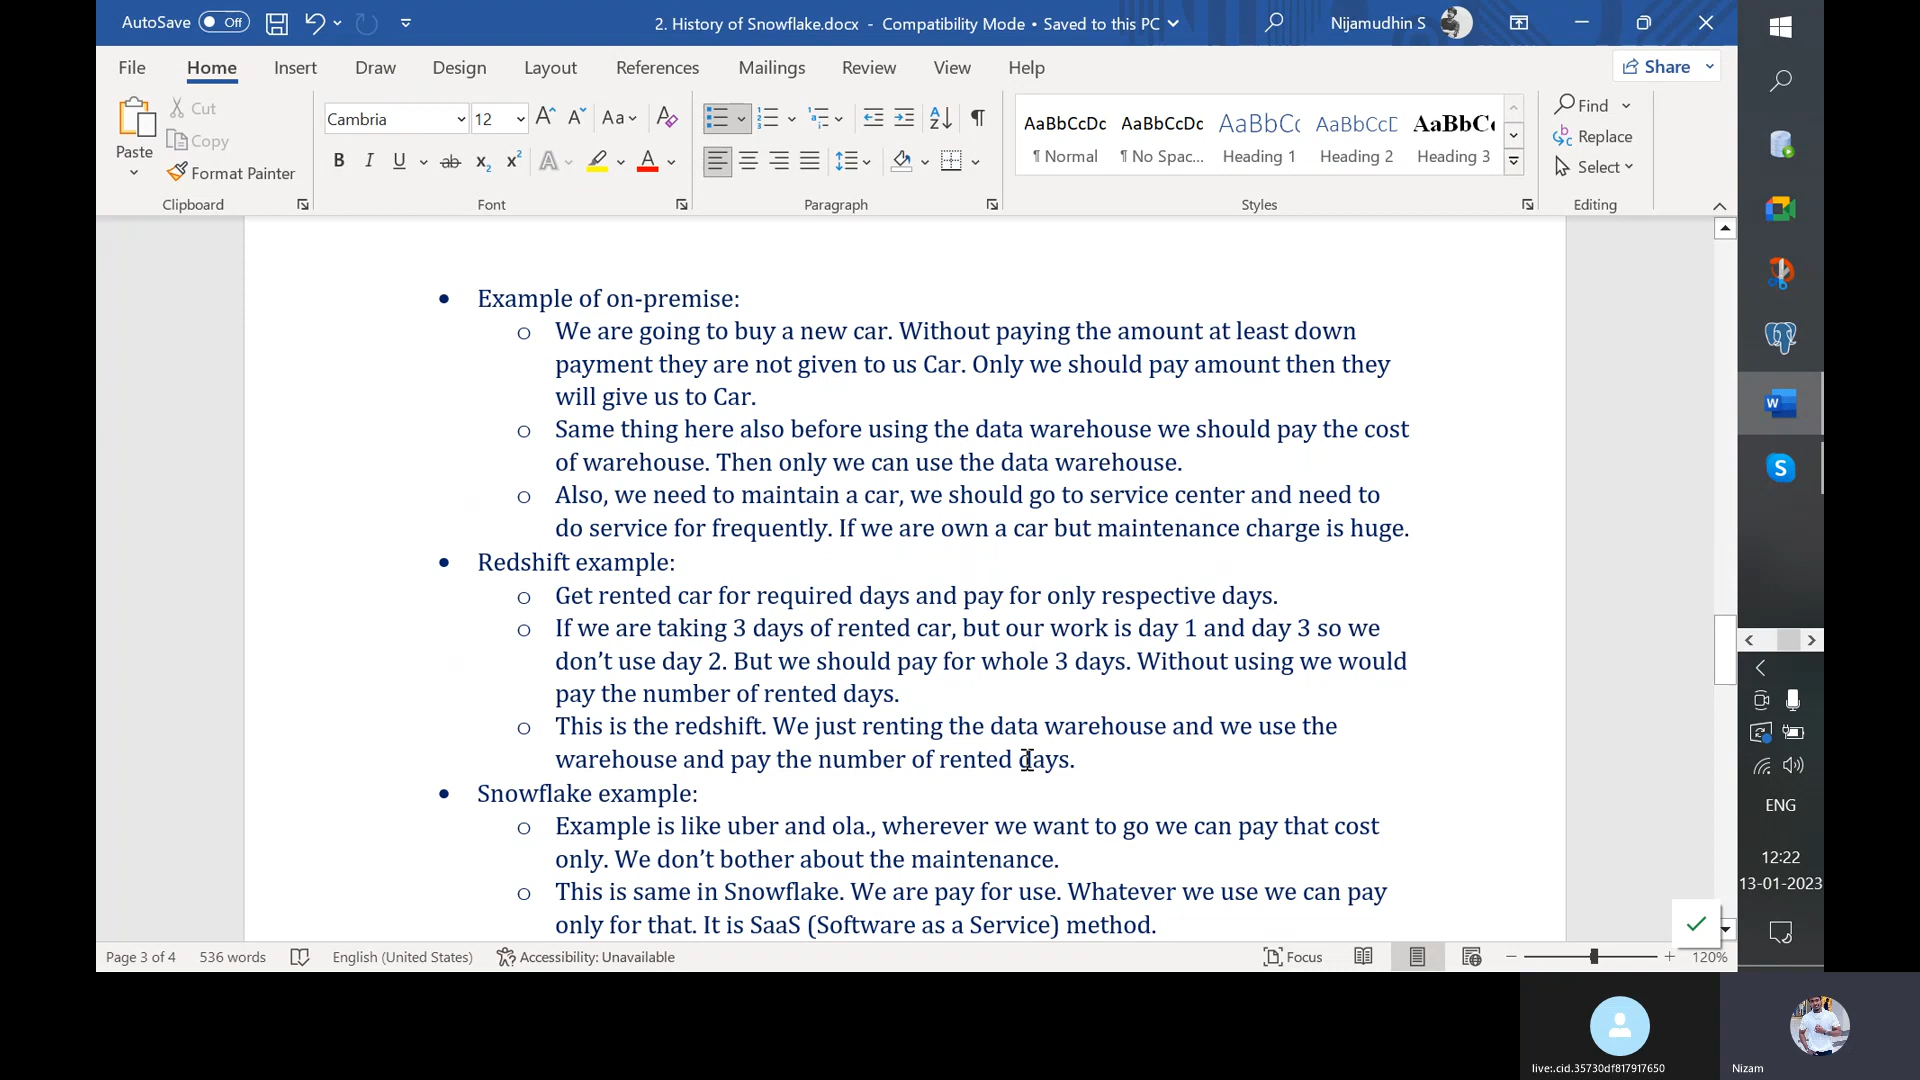 AutoSave Off 2. History of Snowflake.docx - Compatibility Mode • Saved to this PC Nijamudhin S
File Home Insert Draw Design Layout References Mailings Review View Help Share
Paste Cut Copy Format Painter
Cambria 12 Aa
B I U ab x₂ x² A A
AaBbCcDc AaBbCcDc AaBbC AaBbCcD AaBbC
¶ Normal ¶ No Spac... Heading 1 Heading 2 Heading 3
Find
Replace
Select
Clipboard Font Paragraph Styles Editing
• Example of on-premise:
o We are going to buy a new car. Without paying the amount at least down
payment they are not given to us Car. Only we should pay amount then they
will give us to Car.
o Same thing here also before using the data warehouse we should pay the cost
of warehouse. Then only we can use the data warehouse.
o Also, we need to maintain a car, we should go to service center and need to
do service for frequently. If we are own a car but maintenance charge is huge.
• Redshift example:
o Get rented car for required days and pay for only respective days.
o If we are taking 3 days of rented car, but our work is day 1 and day 3 so we
don’t use day 2. But we should pay for whole 3 days. Without using we would
pay the number of rented days.
o This is the redshift. We just renting the data warehouse and we use the
warehouse and pay the number of rented days.
• Snowflake example:
o Example is like uber and ola., wherever we want to go we can pay that cost
only. We don’t bother about the maintenance.
o This is same in Snowflake. We are pay for use. Whatever we use we can pay
only for that. It is SaaS (Software as a Service) method.
Page 3 of 4 536 words English (United States) Accessibility: Unavailable Focus 120%
W
S
ENG
12:22
13-01-2023
live:.cid.35730df817917650
Nizam